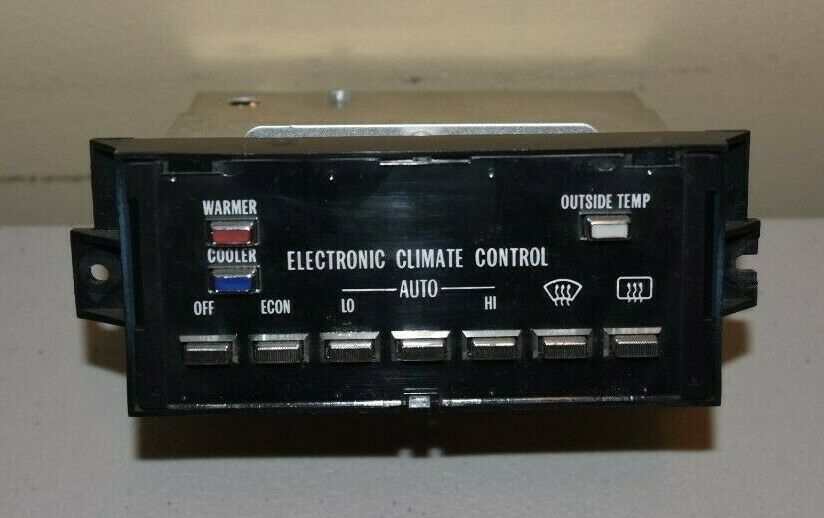 WARMER
OUTSIDE TEMP
COOLER
ELECTRONIC CLIMATE CONTROL
AUTO
OFF ECON LO HI